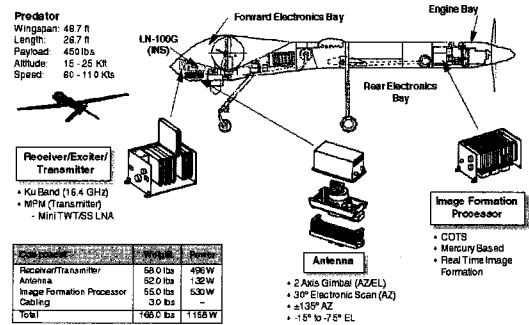 Predator
Wingspan: 48.7 ft
Length: 26.7 ft
Payload: 450 lbs
Altitude: 15 - 25 Kft
Speed: 60 - 110 Kts
Forward Electronics Bay
LN-100G
(INS)
Engine Bay
Rear Electronics
Bay
Receiver/Exciter/
Transmitter
• Ku Band (16.4 GHz)
• MPM (Transmitter)
- Mini TWT/SS LNA
Component Weight Power
Receiver/Transmitter 58.0 lbs 496 W
Antenna 52.0 lbs 132 W
Image Formation Processor 55.0 lbs 530 W
Cabling 3.0 lbs –
Total 168.0 lbs 1158 W
Antenna
• 2 Axis Gimbal (AZ/EL)
• 30° Electronic Scan (AZ)
• ±135° AZ
• -15° to -75° EL
Image Formation
Processor
• COTS
• Mercury Based
• Real Time Image
Formation